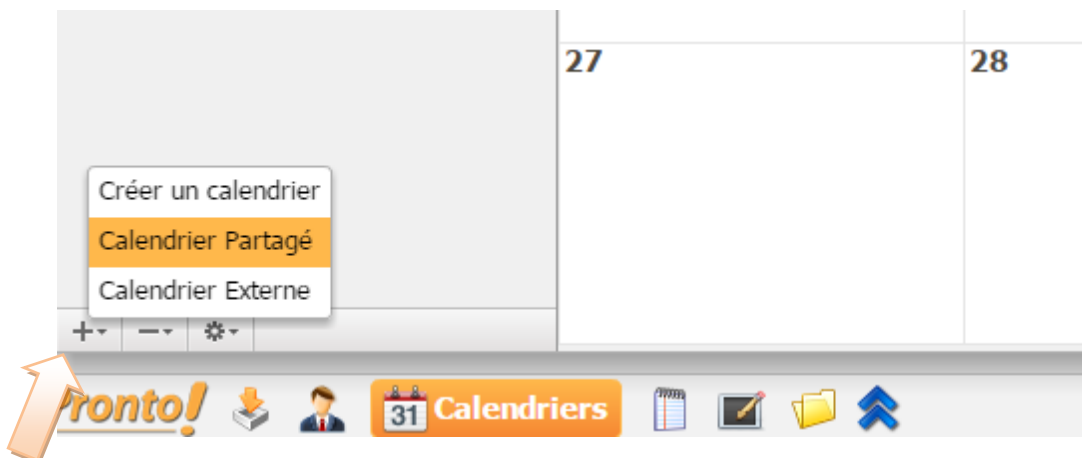 27 28
Créer un calendrier
Calendrier Partagé
Calendrier Externe
Pronto! 31 Calendriers